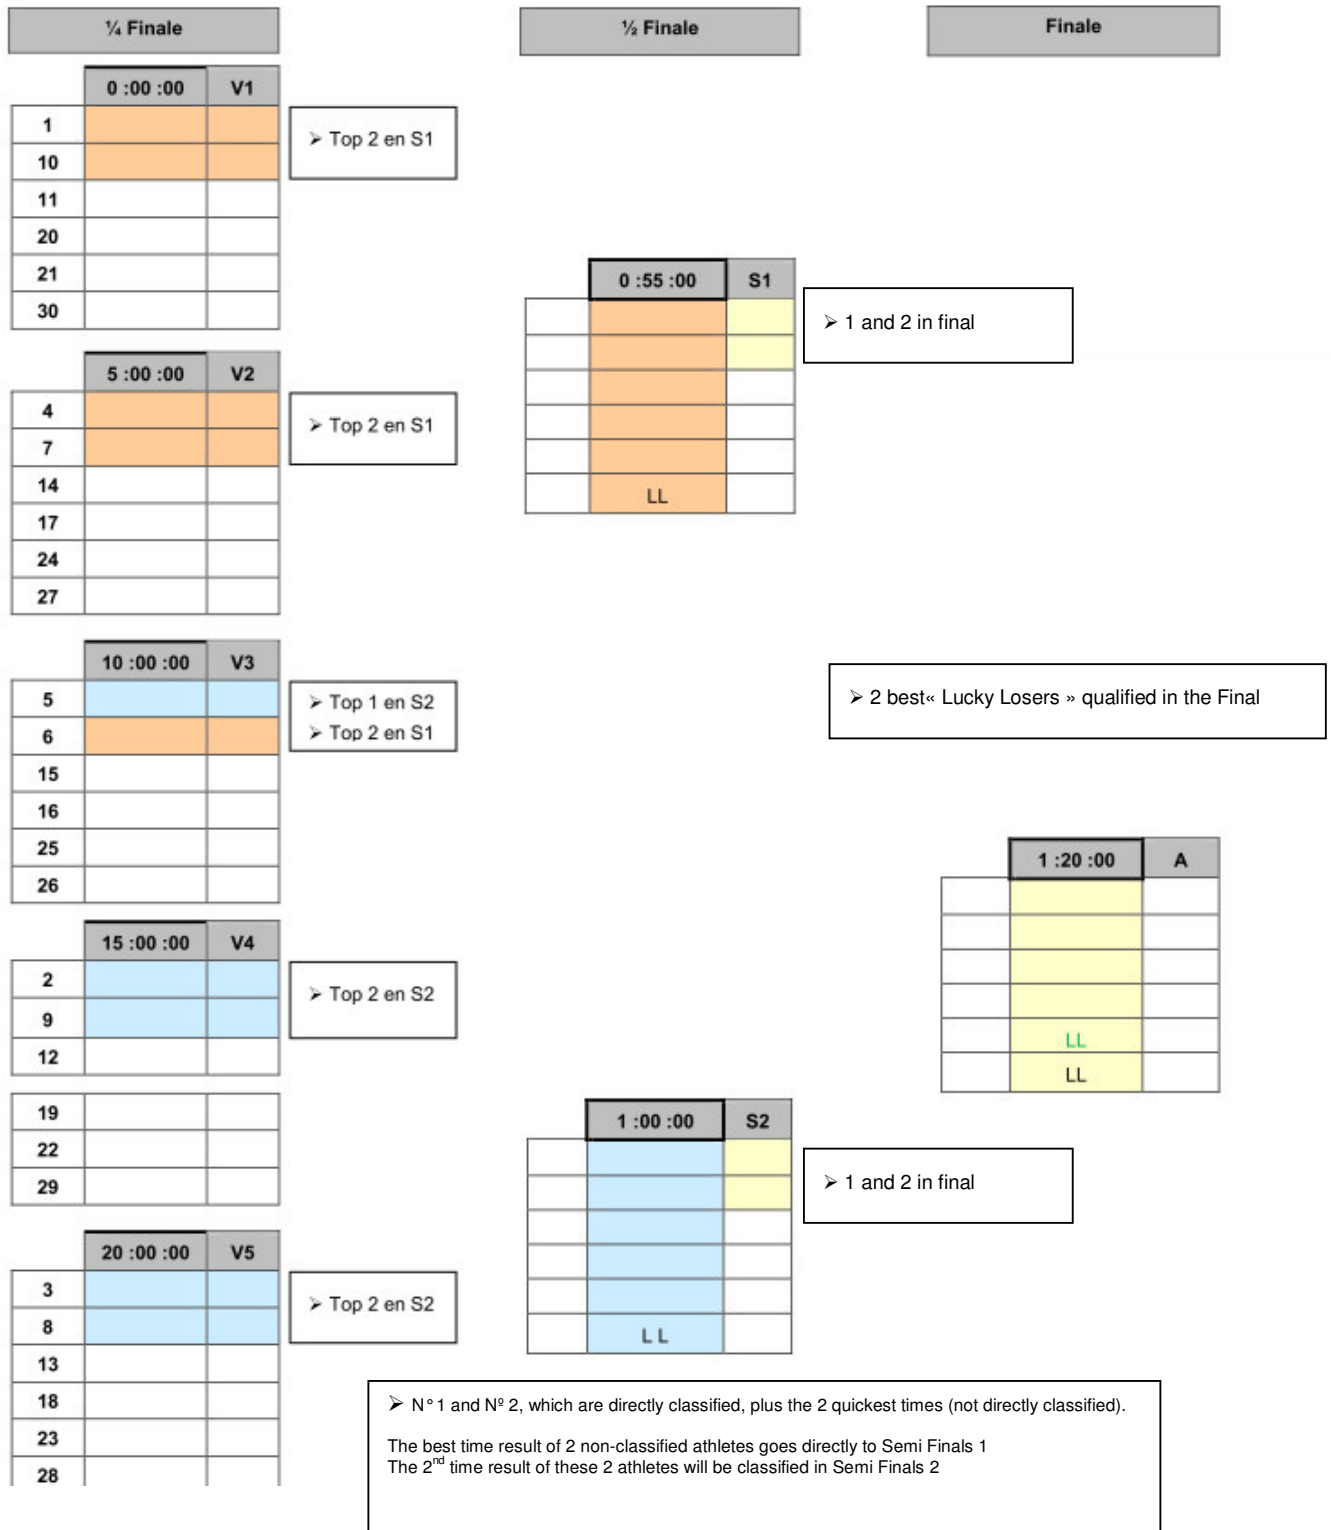 ¼ Finale
½ Finale
Finale
0 :00 :00 V1
1
10
11
20
21
30
➢ Top 2 en S1
5 :00 :00 V2
4
7
14
17
24
27
➢ Top 2 en S1
10 :00 :00 V3
5
6
15
16
25
26
➢ Top 1 en S2
➢ Top 2 en S1
15 :00 :00 V4
2
9
12
19
22
29
➢ Top 2 en S2
20 :00 :00 V5
3
8
13
18
23
28
➢ Top 2 en S2
0 :55 :00 S1
LL
➢ 1 and 2 in final
1 :00 :00 S2
L L
➢ 1 and 2 in final
➢ 2 best« Lucky Losers » qualified in the Final
1 :20 :00 A
LL
LL
➢ N° 1 and Nº 2, which are directly classified, plus the 2 quickest times (not directly classified).
The best time result of 2 non-classified athletes goes directly to Semi Finals 1
The 2nd time result of these 2 athletes will be classified in Semi Finals 2